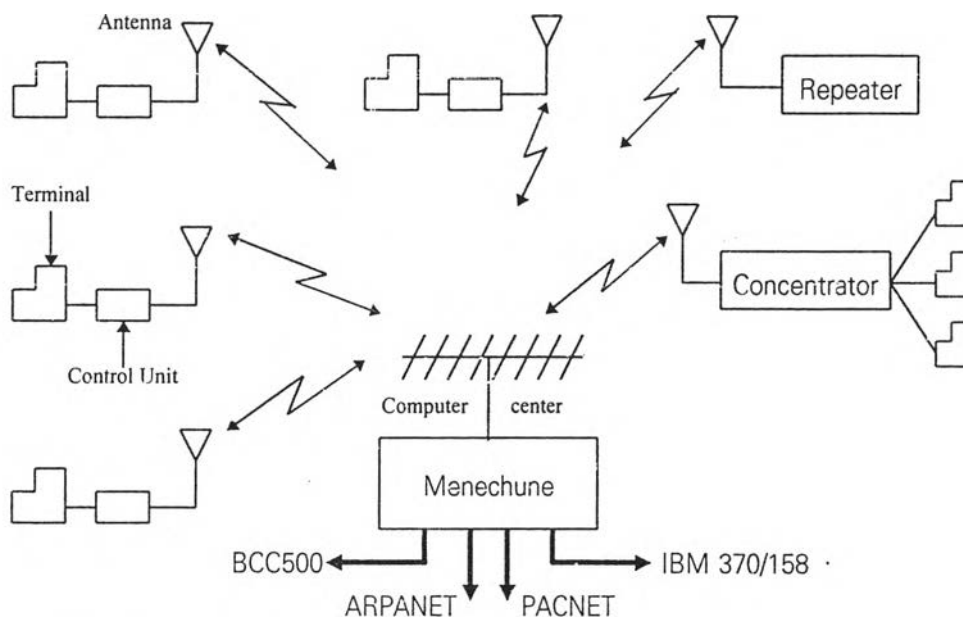 Antenna
Repeater
Terminal
Concentrator
Control Unit
Computer center
Menechune
BCC500
IBM 370/158
ARPANET
PACNET